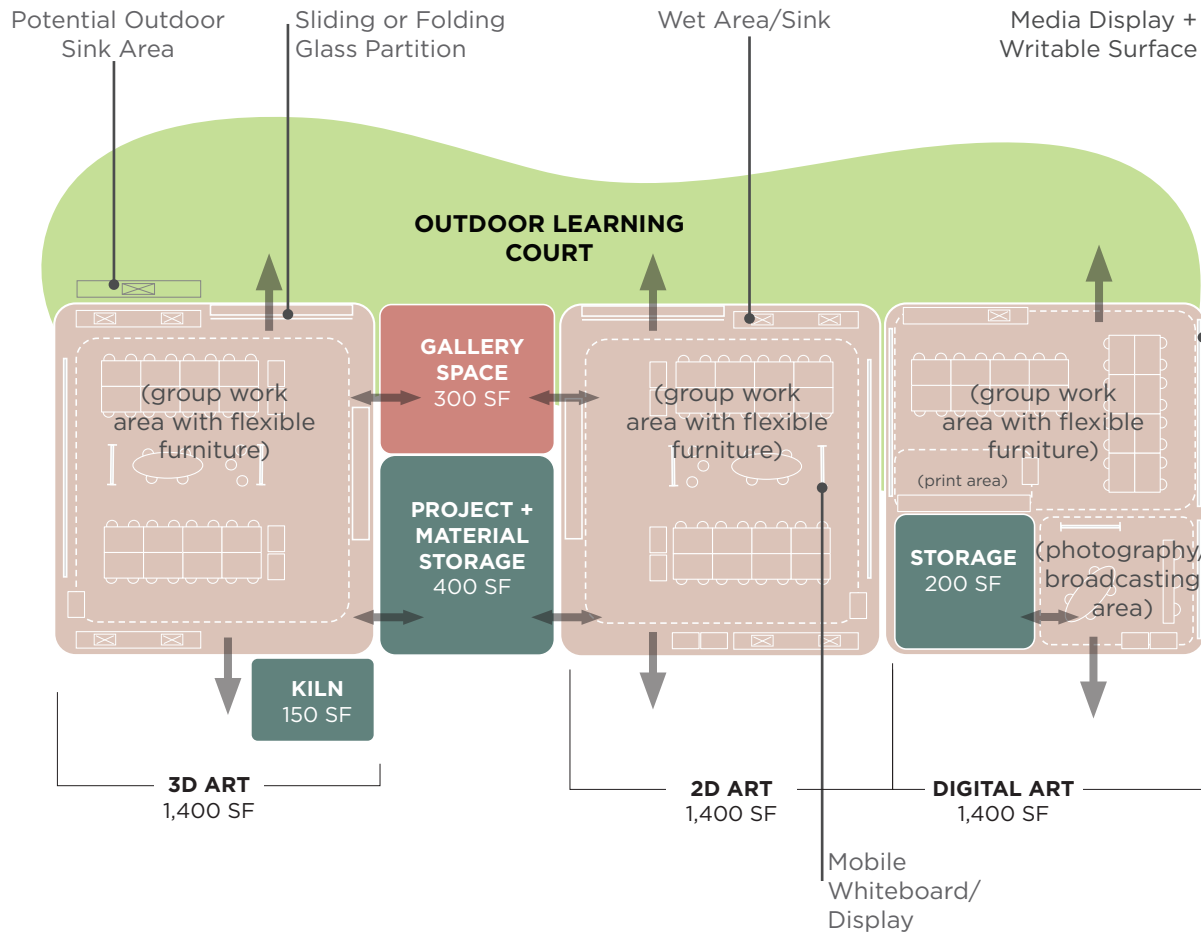 Potential Outdoor
Sink Area
Sliding or Folding
Glass Partition
Wet Area/Sink
Media Display +
Writable Surface
OUTDOOR LEARNING
COURT
(group work
area with flexible
furniture)
GALLERY
SPACE
300 SF
(group work
area with flexible
furniture)
(group work
area with flexible
furniture)
(print area)
PROJECT +
MATERIAL
STORAGE
400 SF
STORAGE
200 SF
(photography/
broadcasting
area)
KILN
150 SF
3D ART
1,400 SF
2D ART
1,400 SF
DIGITAL ART
1,400 SF
Mobile
Whiteboard/
Display